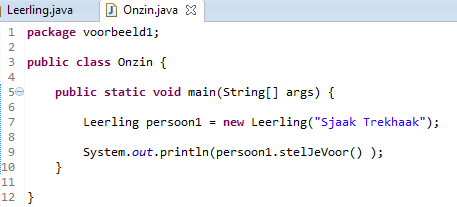 Leerling.java Onzin.java
1 package voorbeeld1;
2
3 public class Onzin {
4
5 public static void main(String[] args) {
6
7 Leerling persoon1 = new Leerling("Sjaak Trekhaak");
8
9 System.out.println(persoon1.stelJeVoor() );
10 }
11
12 }